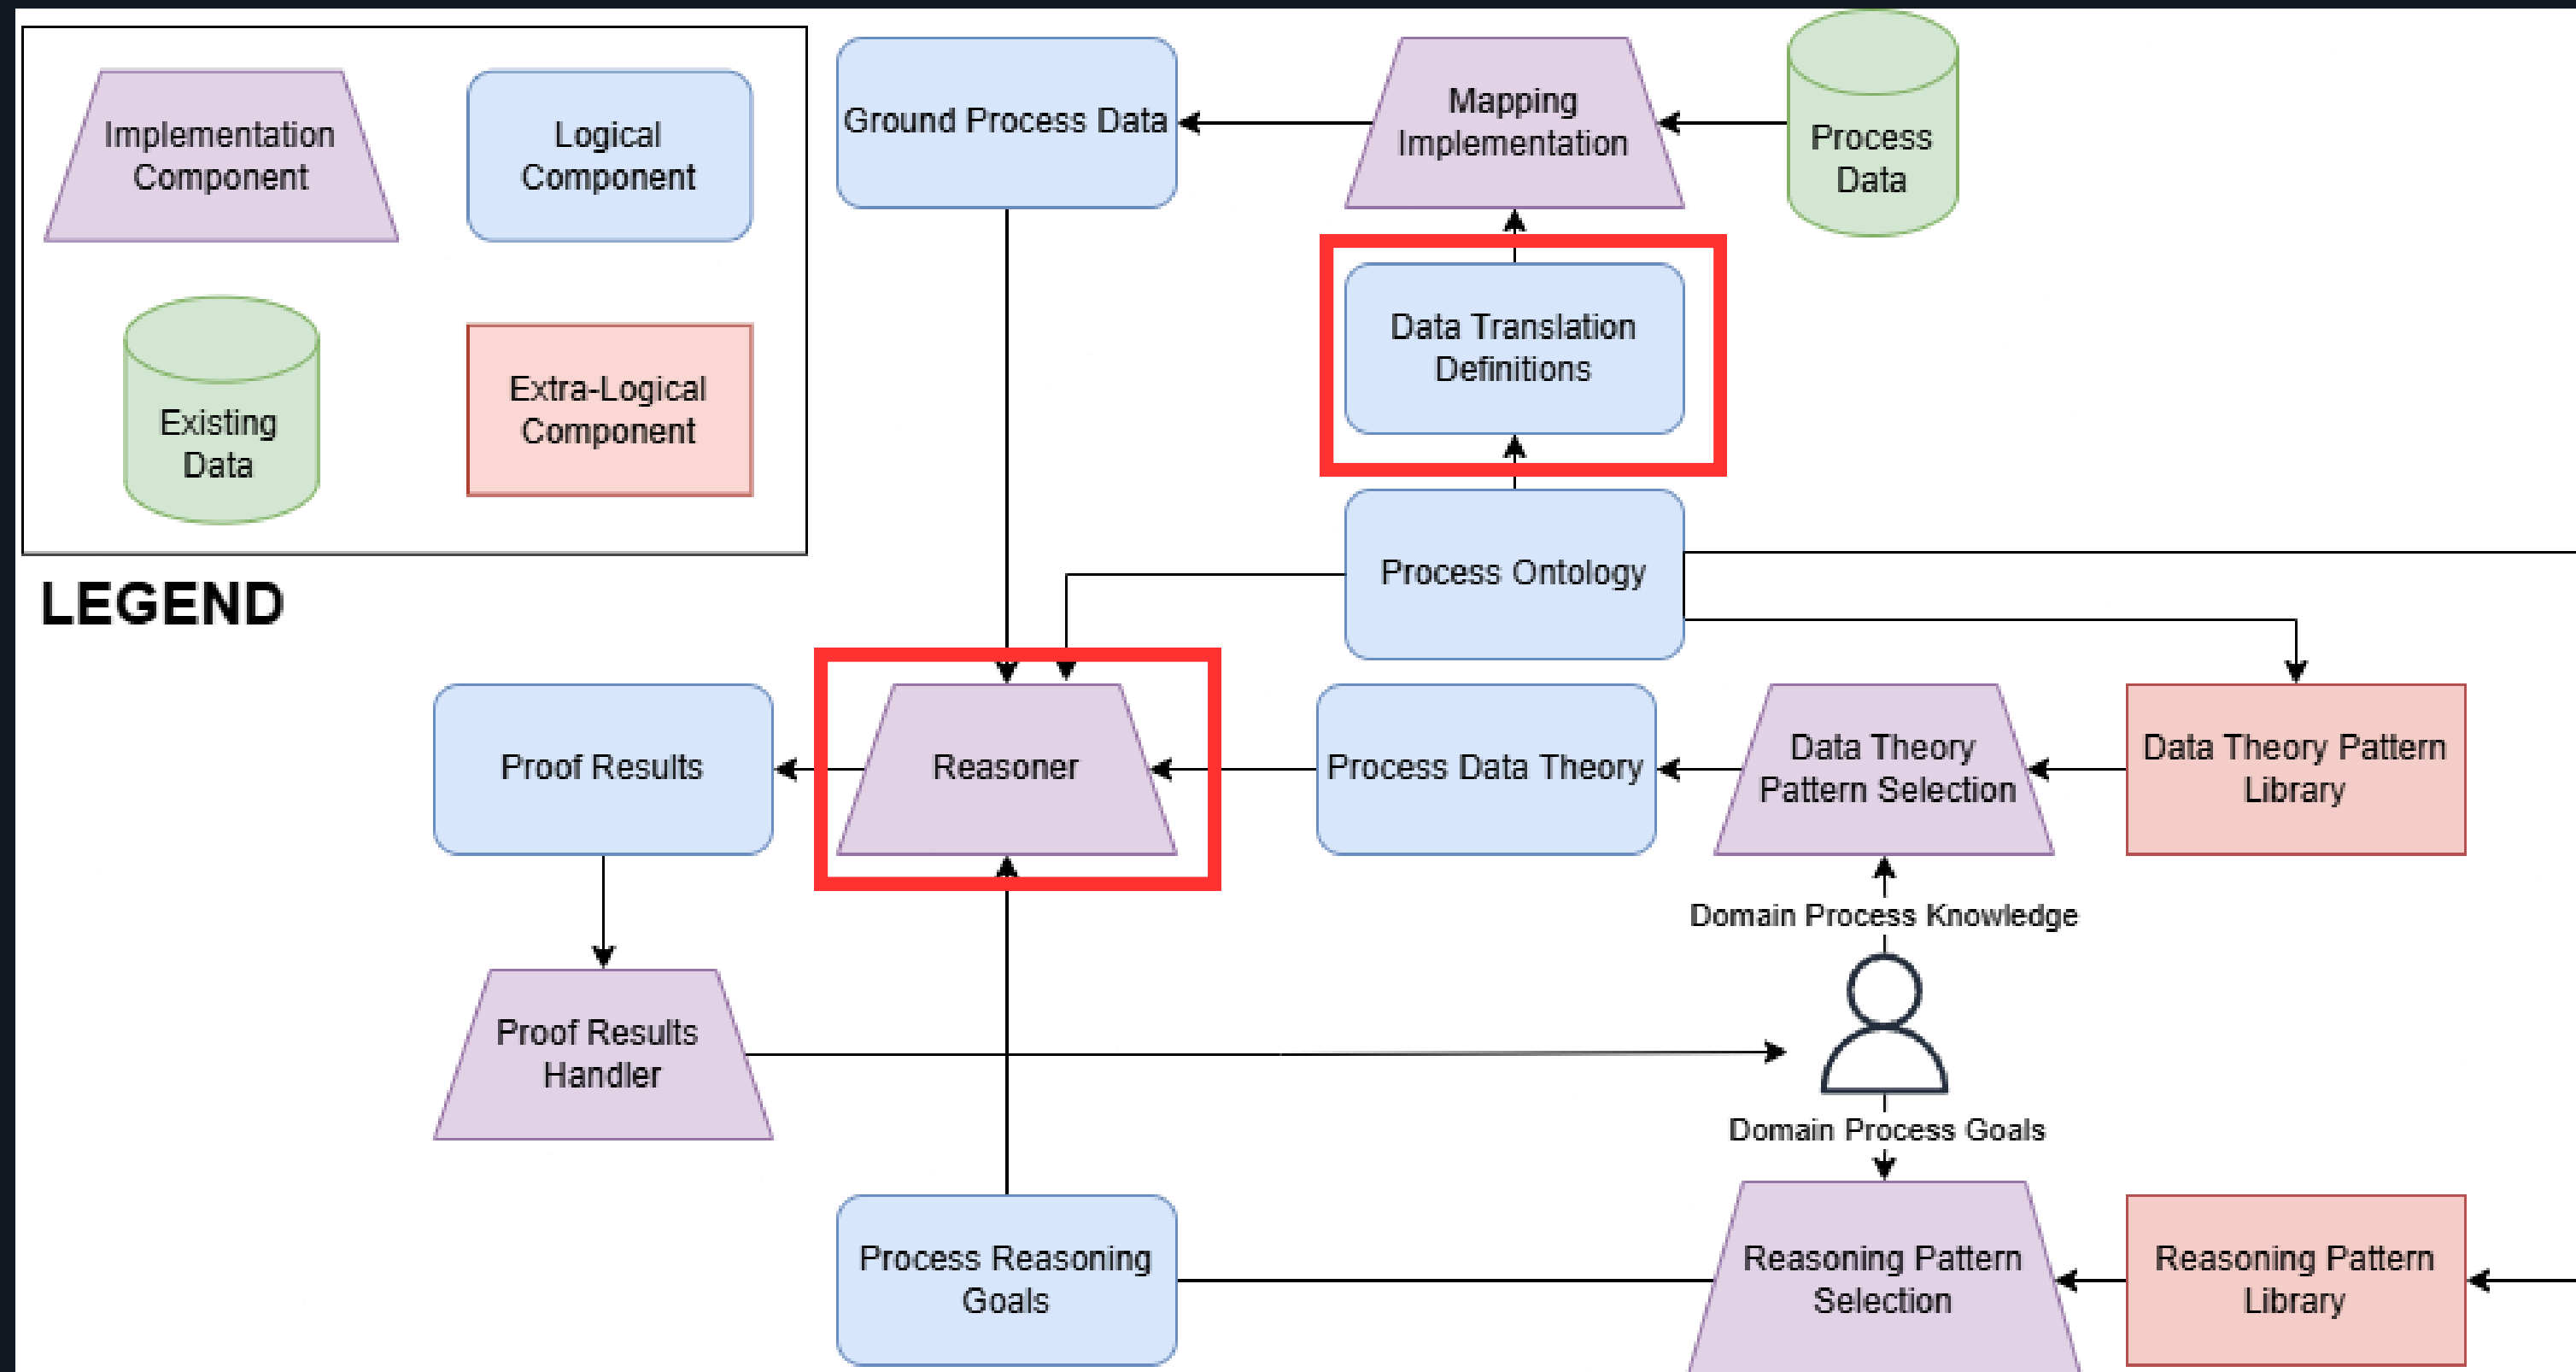 Implementation
Component
Logical
Component
Existing
Data
Extra-Logical
Component
LEGEND
Ground Process Data
Mapping
Implementation
Process
Data
Data Translation
Definitions
Process Ontology
Proof Results
Reasoner
Process Data Theory
Data Theory
Pattern Selection
Data Theory Pattern
Library
Domain Process Knowledge
Proof Results
Handler
Domain Process Goals
Process Reasoning
Goals
Reasoning Pattern
Selection
Reasoning Pattern
Library